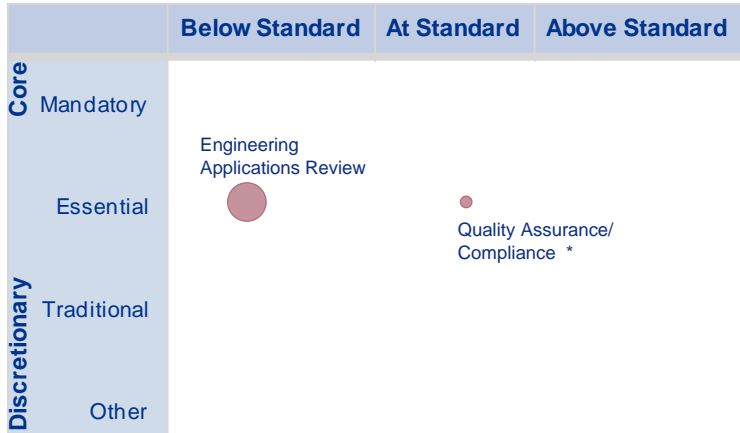 Below Standard At Standard Above Standard
Core
Mandatory
Engineering
Applications Review
Essential
Quality Assurance/
Compliance *
Discretionary
Traditional
Other